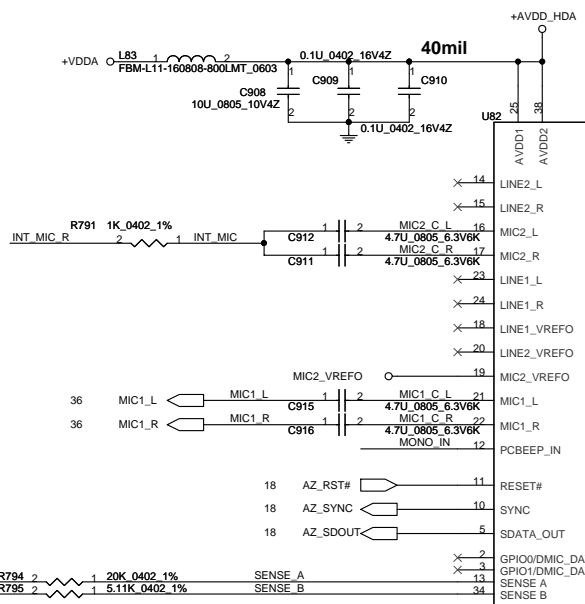 +AVDD_HDA
+VDDA L83 1 2 0.1U_0402_16V4Z 40mil
FBM-L11-160808-800LMT_0603
1 1 1
C908 C909 C910
10U_0805_10V4Z
2 2 2
0.1U_0402_16V4Z
U82
25 38
AVDD1 AVDD2
14 LINE2_L
15 LINE2_R
R791 1K_0402_1%
INT_MIC_R 2 1 INT_MIC
C912 1 2 MIC2_C_L 16 MIC2_L
4.7U_0805_6.3V6K
C911 1 2 MIC2_C_R 17 MIC2_R
4.7U_0805_6.3V6K
23 LINE1_L
24 LINE1_R
18 LINE1_VREFO
20 LINE2_VREFO
MIC2_VREFO 19 MIC2_VREFO
36 MIC1_L MIC1_L C915 1 2 MIC1_C_L 21 MIC1_L
4.7U_0805_6.3V6K
36 MIC1_R MIC1_R C916 1 2 MIC1_C_R 22 MIC1_R
4.7U_0805_6.3V6K
MONO_IN 12 PCBEEP_IN
18 AZ_RST# 11 RESET#
18 AZ_SYNC 10 SYNC
18 AZ_SDOUT 5 SDATA_OUT
2 GPIO0/DMIC_DA
3 GPIO1/DMIC_DA
R794 2 1 20K_0402_1% SENSE_A 13 SENSE A
R795 2 1 5.11K_0402_1% SENSE_B 34 SENSE B